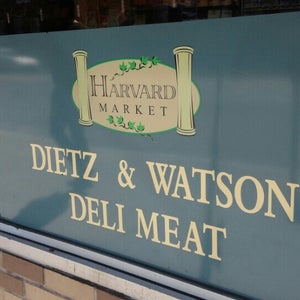 HARVARD
MARKET
DIETZ & WATSON
DELI MEAT